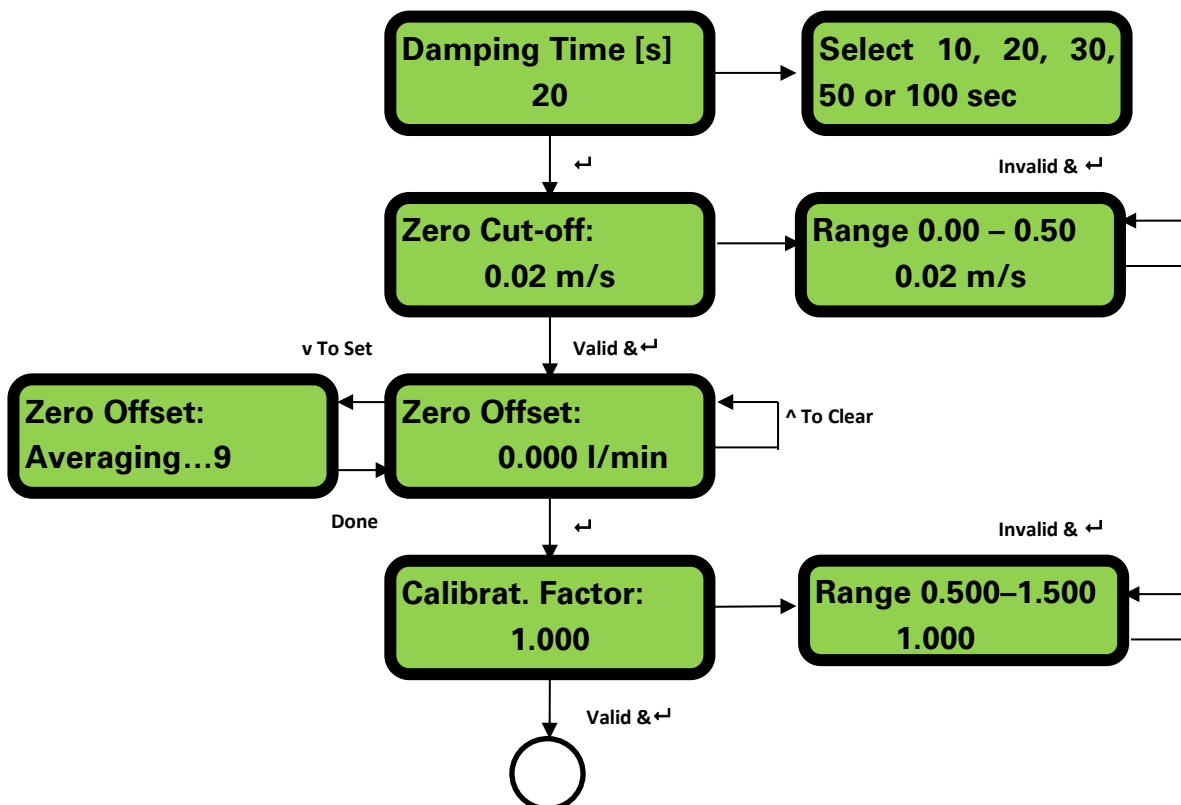 Damping Time [s]
20
Select 10, 20, 30,
50 or 100 sec
↵
Invalid & ↵
Zero Cut-off:
0.02 m/s
Range 0.00 – 0.50
0.02 m/s
v To Set
Valid & ↵
Zero Offset:
Averaging...9
Zero Offset:
0.000 l/min
^ To Clear
Done
↵
Invalid & ↵
Calibrat. Factor:
1.000
Range 0.500–1.500
1.000
Valid & ↵